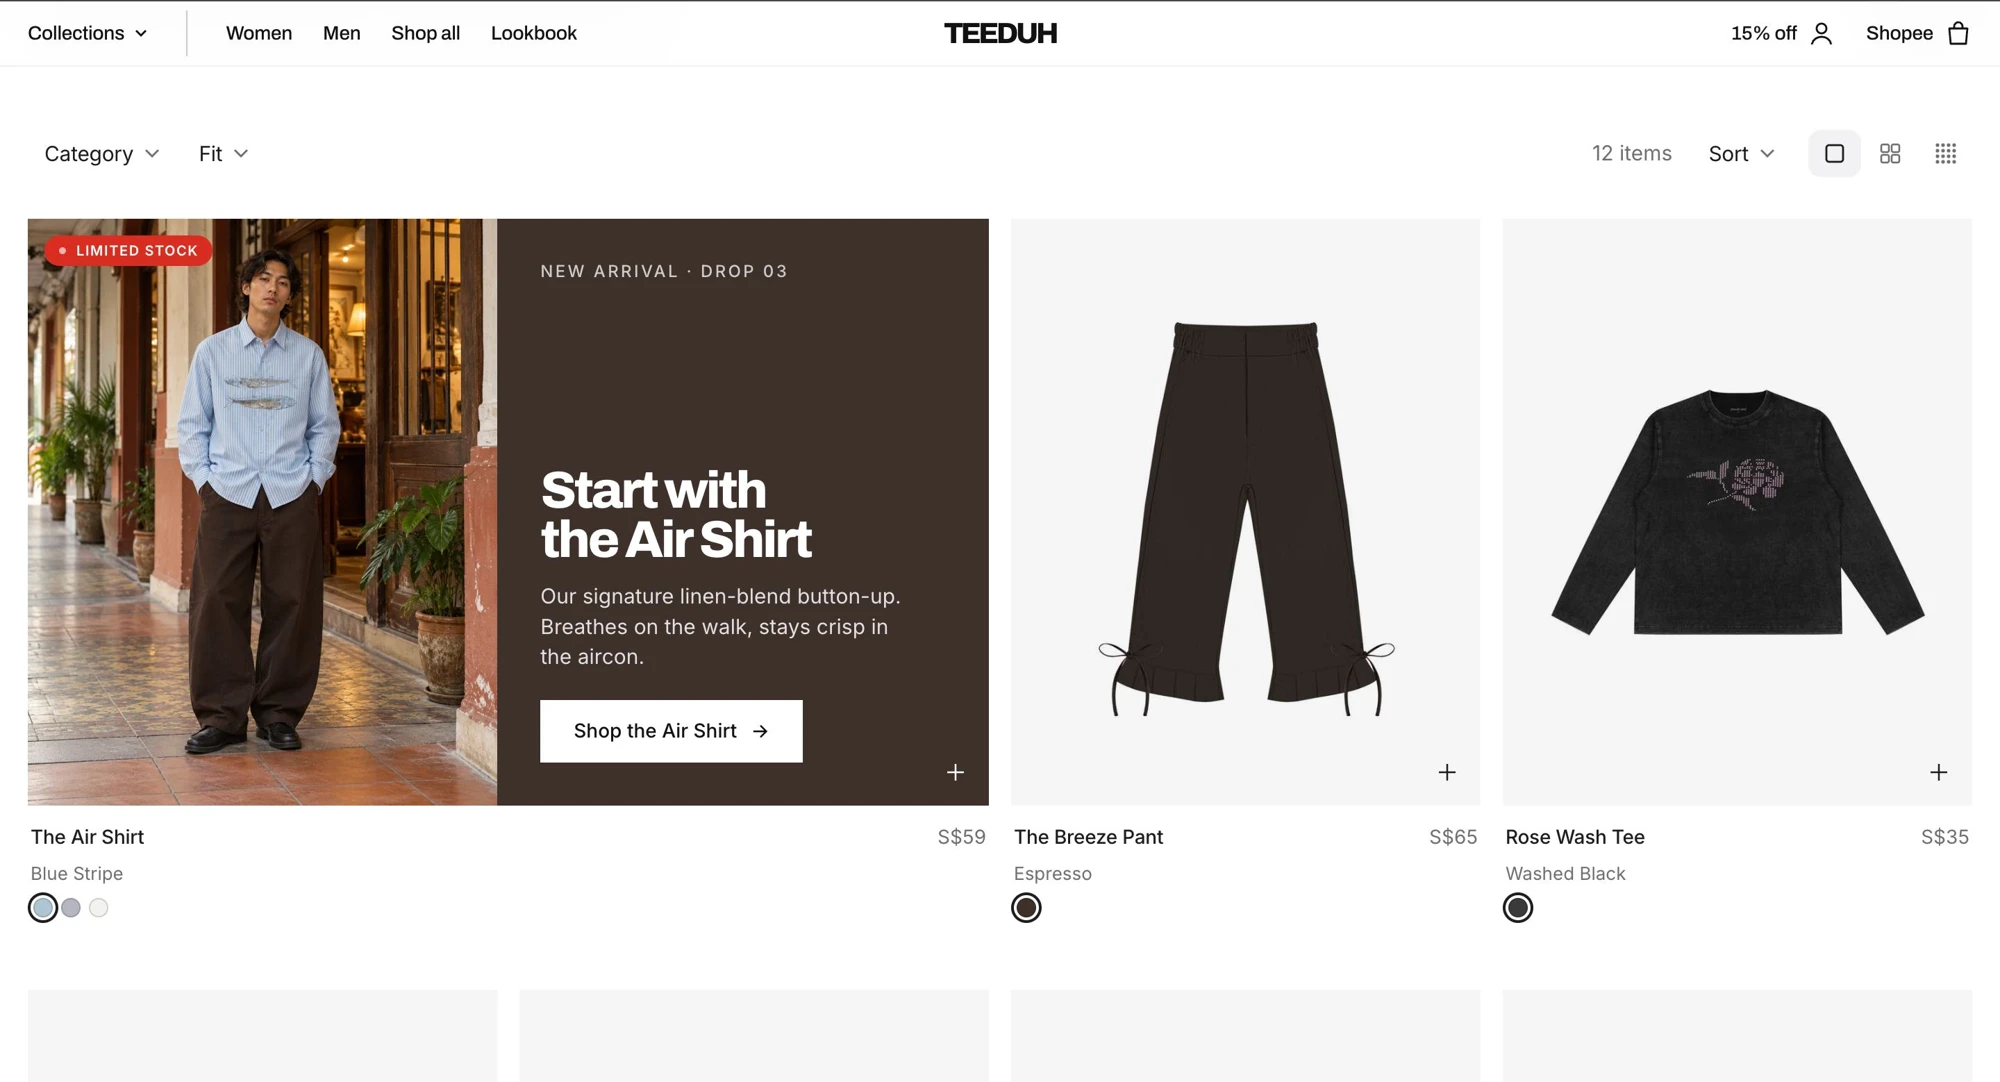 Collections
Women
Men
Shop all
Lookbook
TEEDUH
15% off
Shopee
Category
Fit
12 items
Sort
LIMITED STOCK
NEW ARRIVAL · DROP 03
Start with
the Air Shirt
Our signature linen-blend button-up.
Breathes on the walk, stays crisp in
the aircon.
Shop the Air Shirt →
The Air Shirt
S$59
Blue Stripe
The Breeze Pant
S$65
Espresso
Rose Wash Tee
S$35
Washed Black